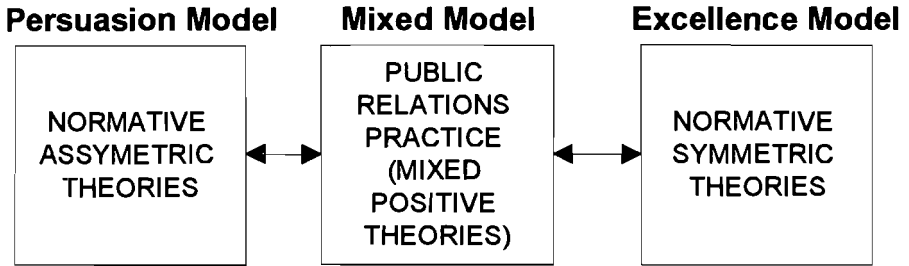 Persuasion Model
Mixed Model
Excellence Model
NORMATIVE
ASSYMETRIC
THEORIES
PUBLIC
RELATIONS
PRACTICE
(MIXED
POSITIVE
THEORIES)
NORMATIVE
SYMMETRIC
THEORIES